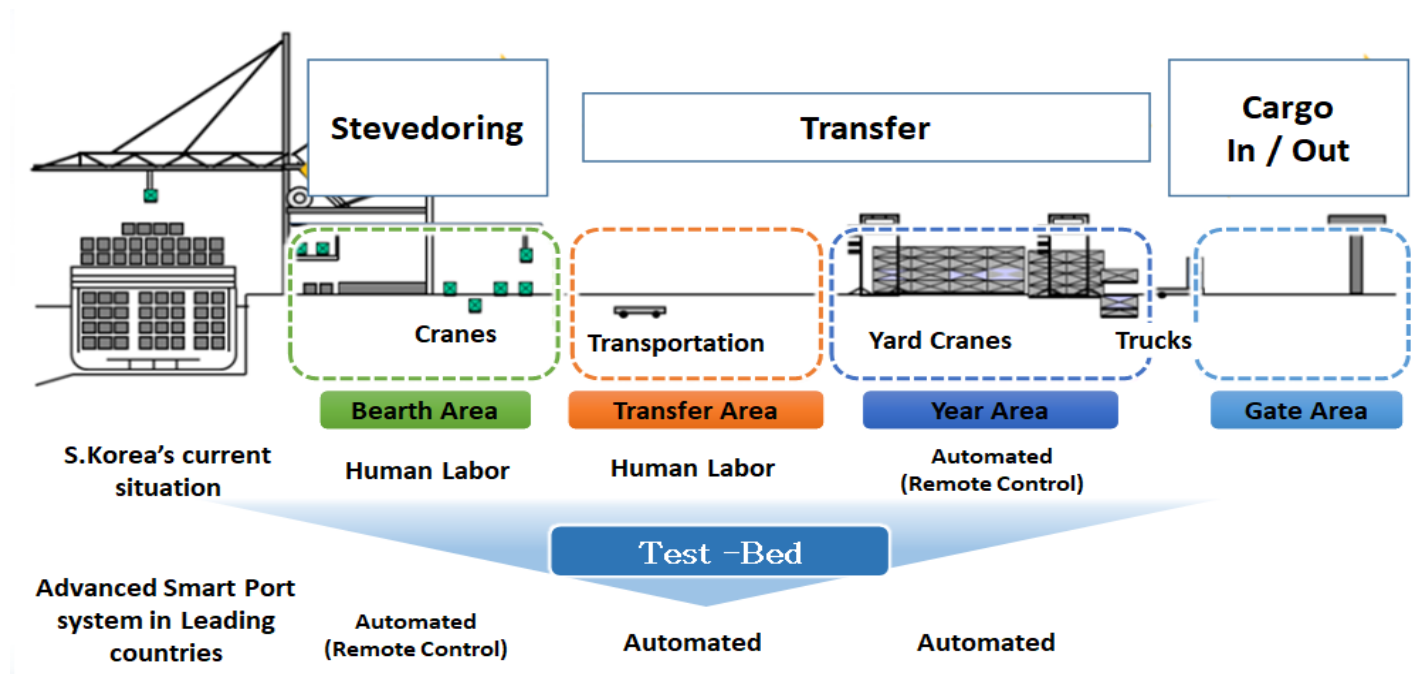 Stevedoring
Transfer
Cargo
In / Out
Cranes
Transportation
Yard Cranes
Trucks
Bearth Area
Transfer Area
Year Area
Gate Area
S.Korea's current
situation
Human Labor
Human Labor
Automated
(Remote Control)
Test -Bed
Advanced Smart Port
system in Leading
countries
Automated
(Remote Control)
Automated
Automated